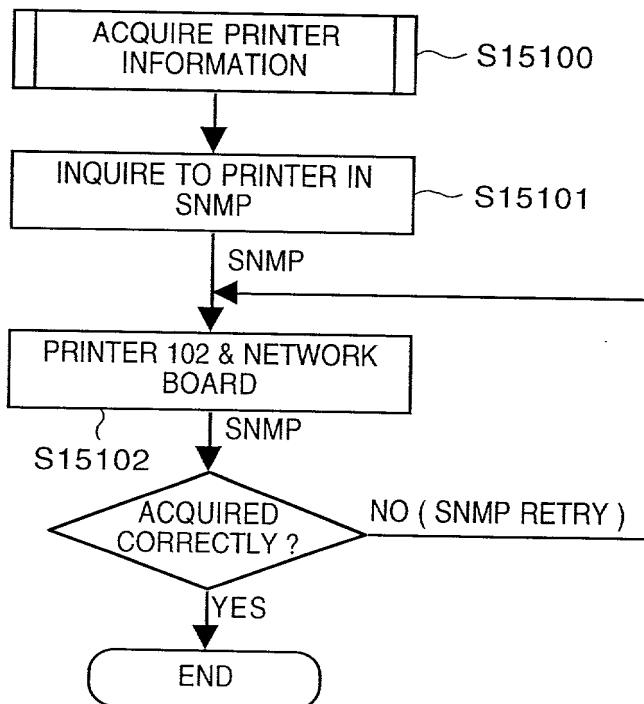 ACQUIRE PRINTER
INFORMATION
S15100
INQUIRE TO PRINTER IN
SNMP
S15101
SNMP
PRINTER 102 & NETWORK
BOARD
S15102
SNMP
ACQUIRED
CORRECTLY ?
NO ( SNMP RETRY )
YES
END